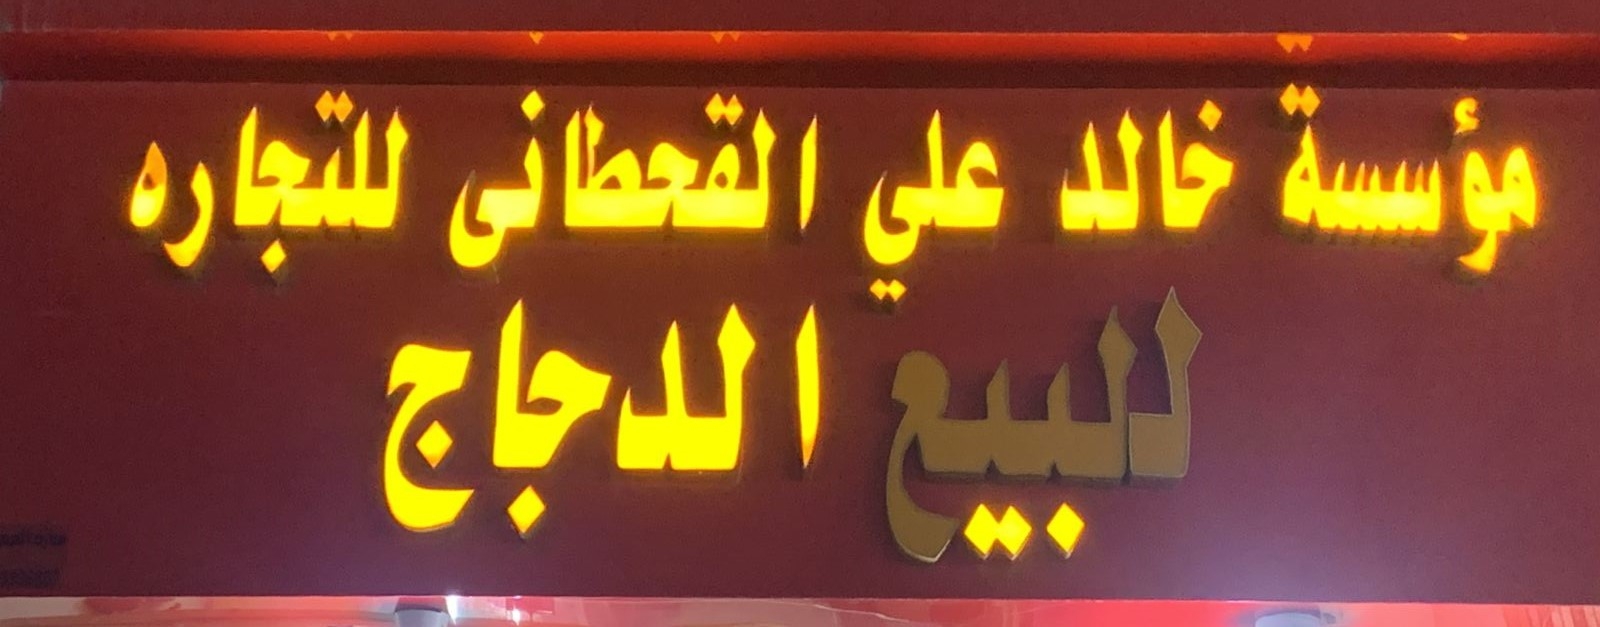 مؤسسة خالد علي القحطانى للتجاره
للبيع الدجاج